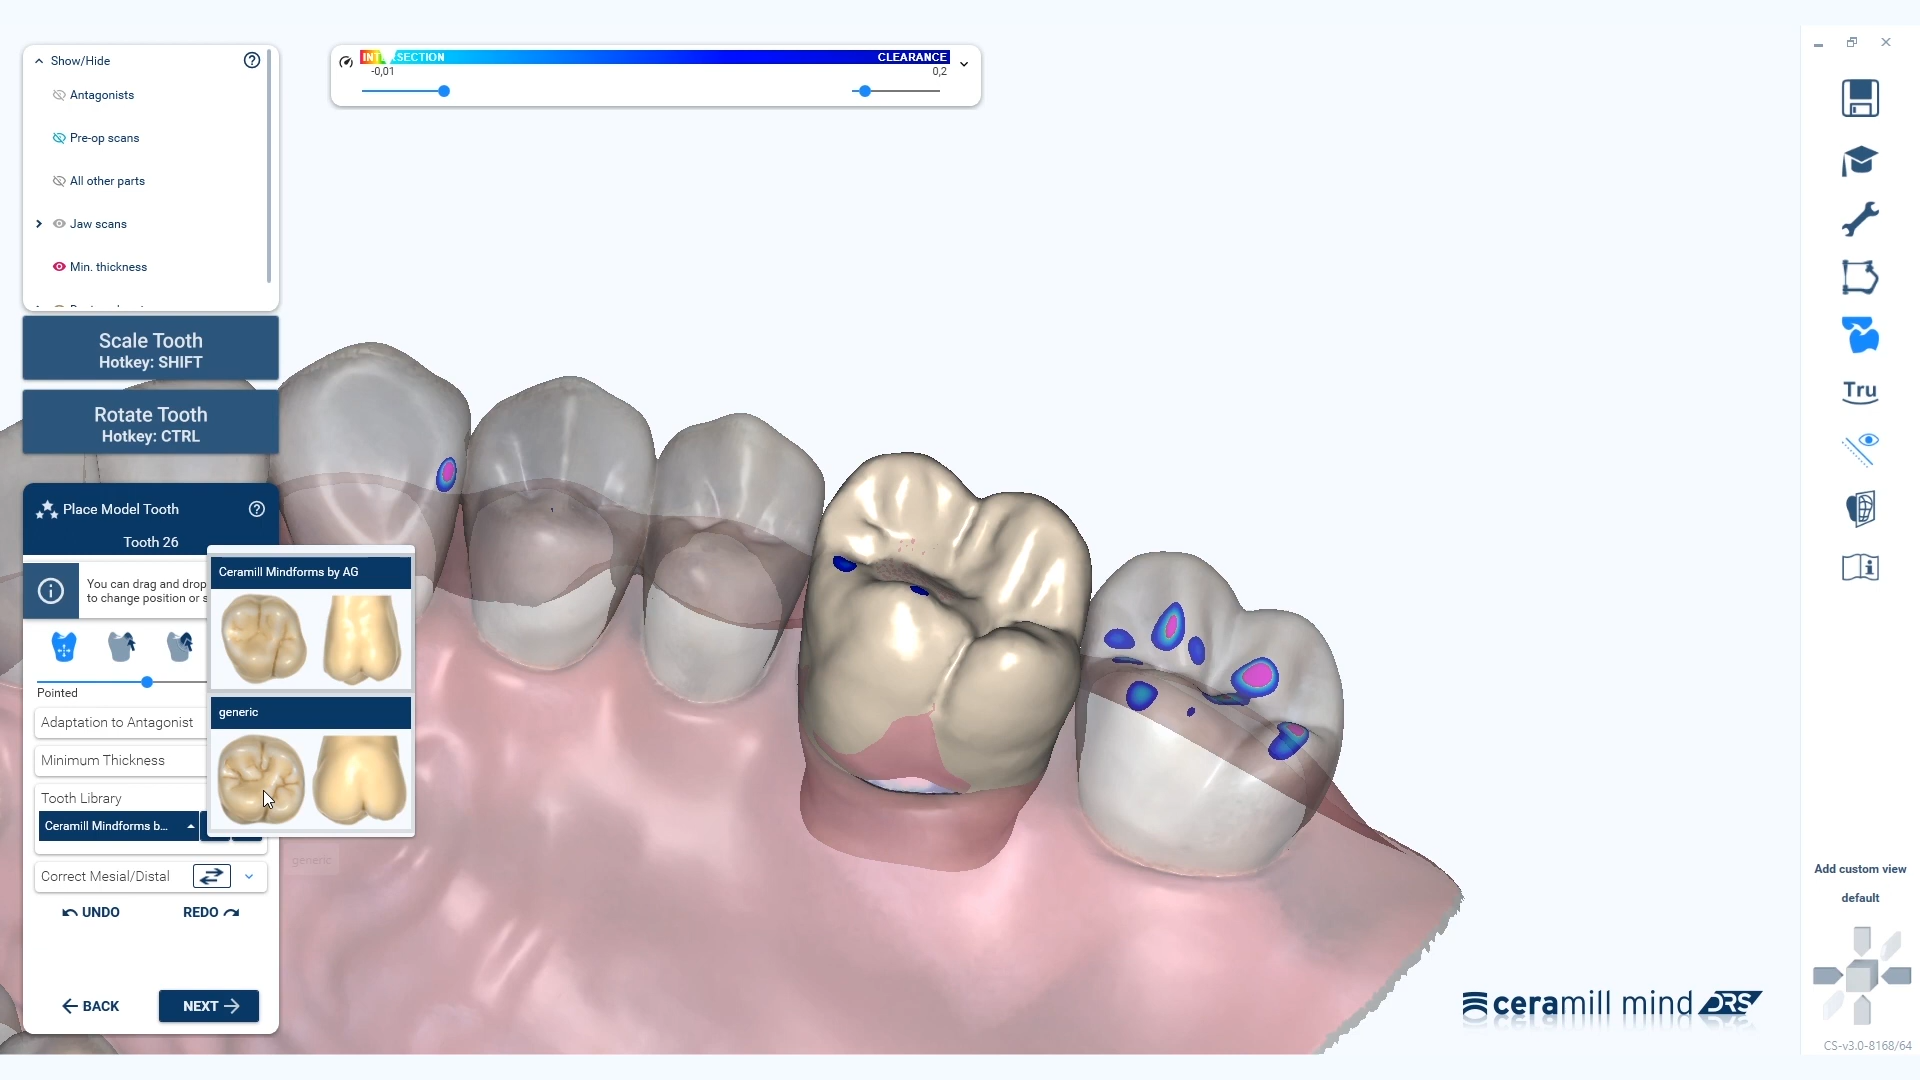 Show/Hide
Antagonists
Pre-op scans
All other parts
Jaw scans
Min. thickness
SECTION
CLEARANCE
-0,01
0,2
Scale Tooth
Hotkey: SHIFT
Rotate Tooth
Hotkey: CTRL
Place Model Tooth
Tooth 26
You can drag and drop
to change position or
Pointed
Adaptation to Antagonist
Minimum Thickness
Tooth Library
Ceramill Mindforms b...
Ceramill Mindforms by AG
generic
generic
Correct Mesial/Distal
UNDO
REDO
BACK
NEXT
Tru
Add custom view
default
ceramill mind DRS
CS-v3.0-8168/64